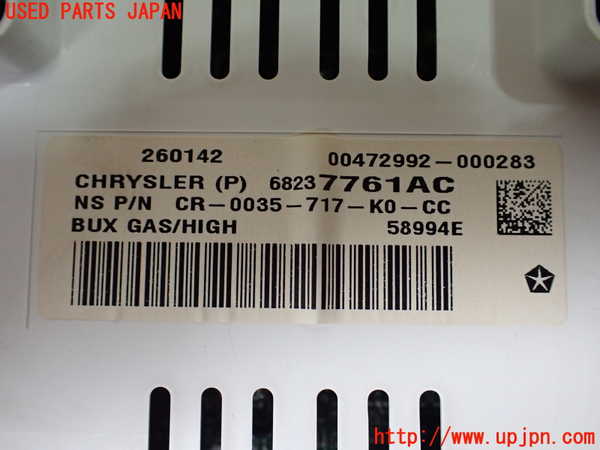 USED PARTS JAPAN
260142 00472992-000283
CHRYSLER (P) 68237761AC
NS P/N CR-0035-717-K0-CC
BUX GAS/HIGH 58994E
http://www.upjpn.com